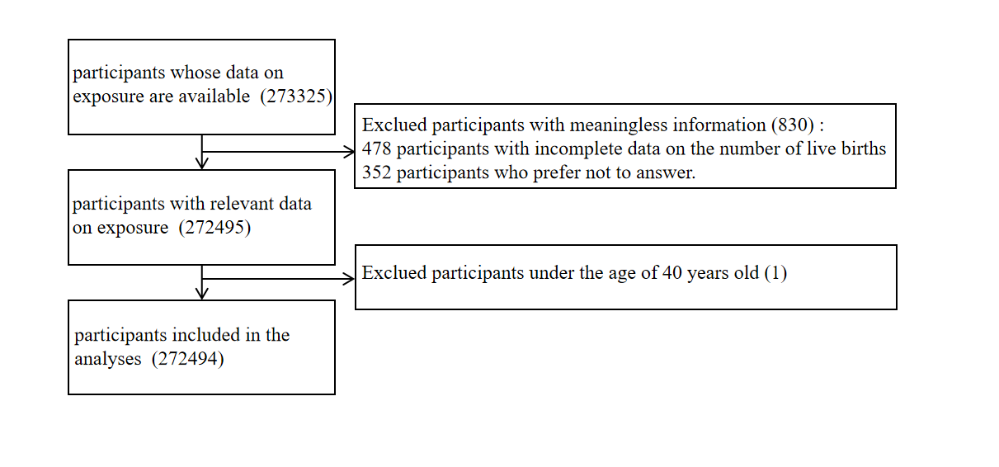 participants whose data on
exposure are available (273325)
Exclued participants with meaningless information (830) :
478 participants with incomplete data on the number of live births
352 participants who prefer not to answer.
participants with relevant data
on exposure (272495)
Exclued participants under the age of 40 years old (1)
participants included in the
analyses (272494)